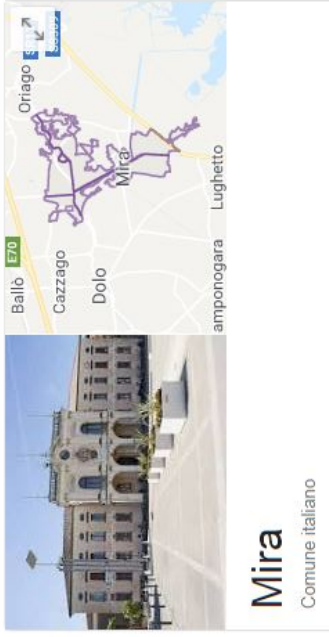 Ballò
E70
Oriago
Cazzago
Dolo
Mira
amponogara
Lughetto
Mira
Comune italiano